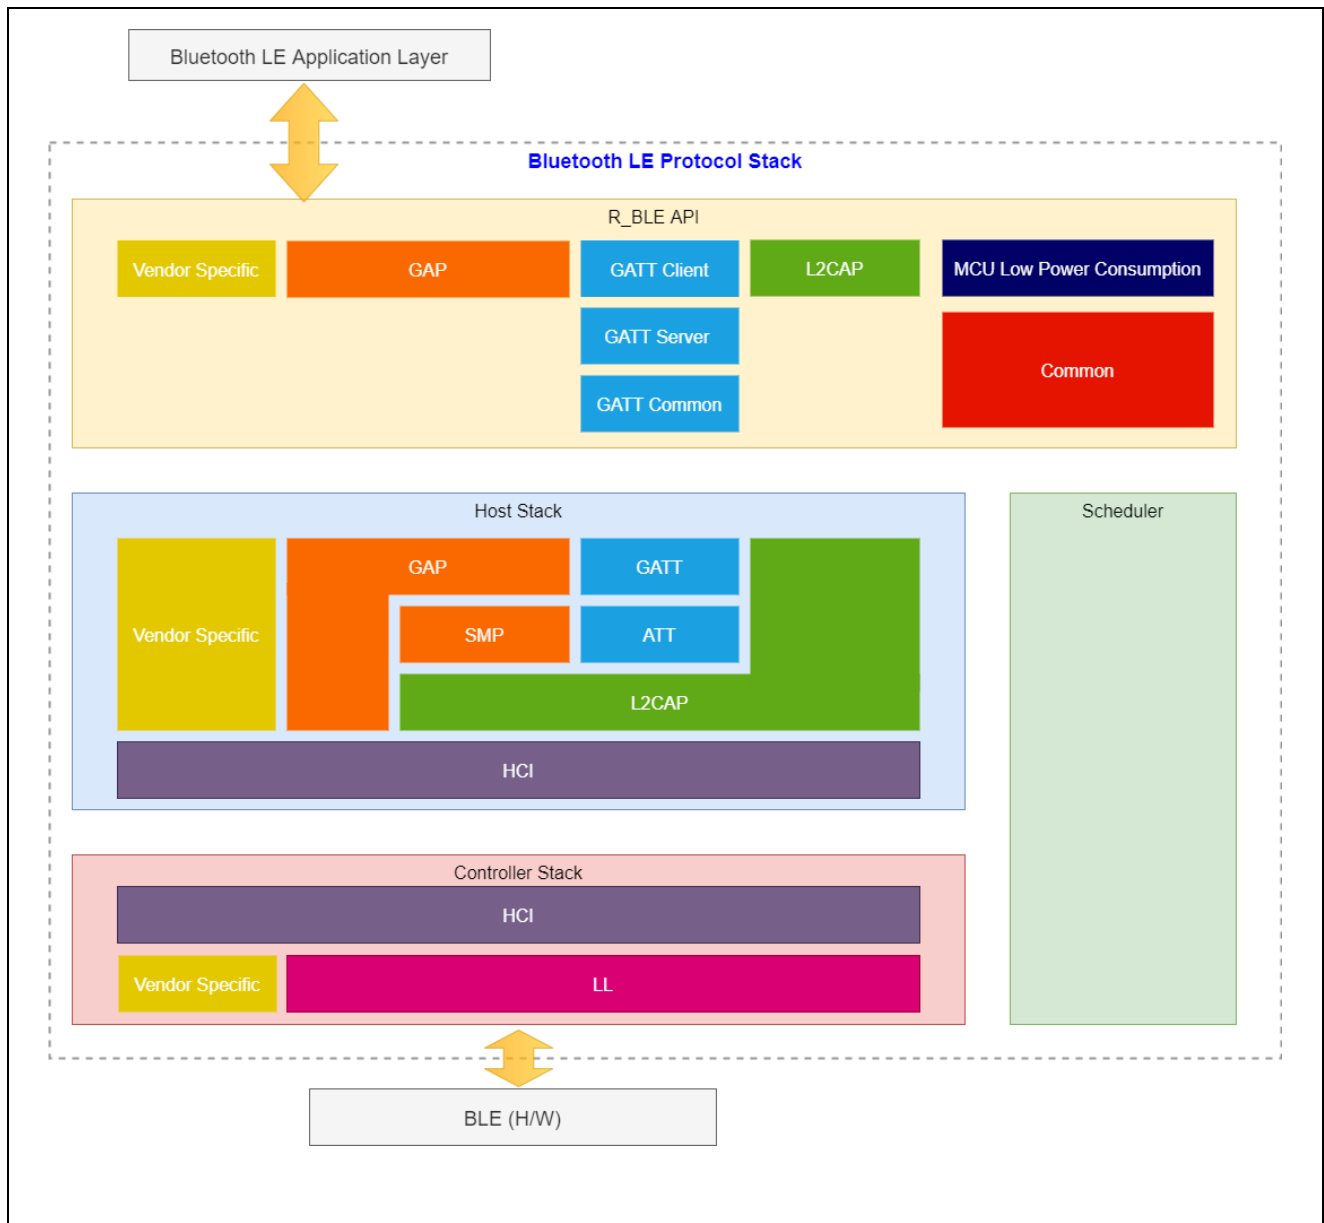 Bluetooth LE Application Layer
Bluetooth LE Protocol Stack
R_BLE API
Vendor Specific
GAP
GATT Client
L2CAP
MCU Low Power Consumption
GATT Server
Common
GATT Common
Host Stack
Scheduler
GAP
GATT
Vendor Specific
SMP
ATT
L2CAP
HCI
Controller Stack
HCI
Vendor Specific
LL
BLE (H/W)